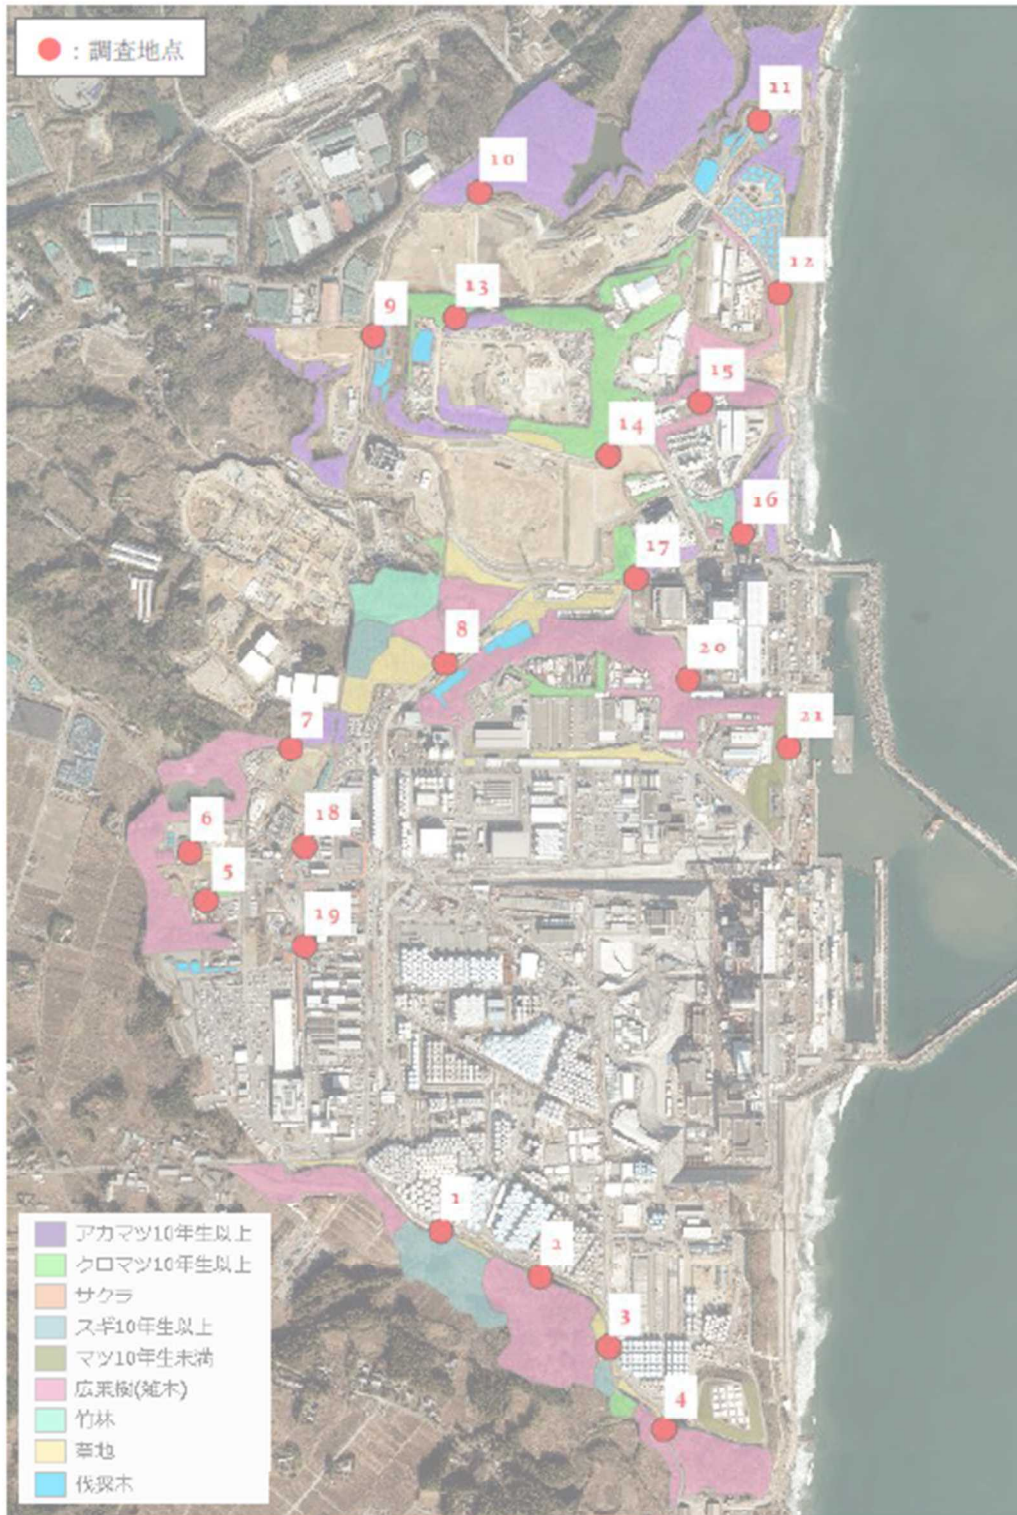 ：調査地点
11
10
12
13
9
15
14
16
17
8
20
21
7
18
6
5
19
1
2
3
4
アカマツ10年生以上
クロマツ10年生以上
サクラ
スギ10年生以上
マツ10年生未満
広葉樹(雑木)
竹林
草地
伐採木